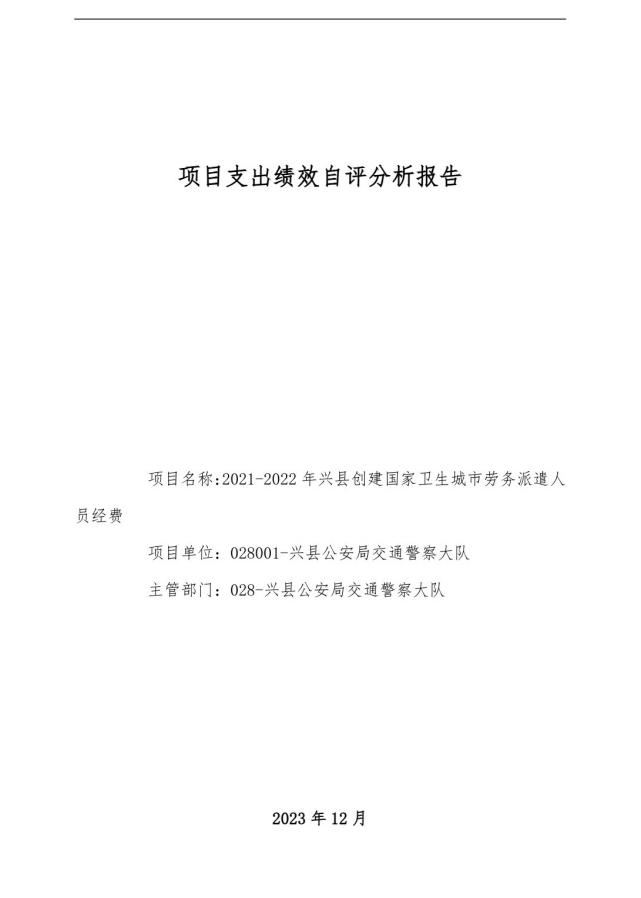 项目支出绩效自评分析报告
项目名称:2021-2022 年兴县创建国家卫生城市劳务派遣人
员经费
项目单位：028001-兴县公安局交通警察大队
主管部门：028-兴县公安局交通警察大队
2023 年 12 月